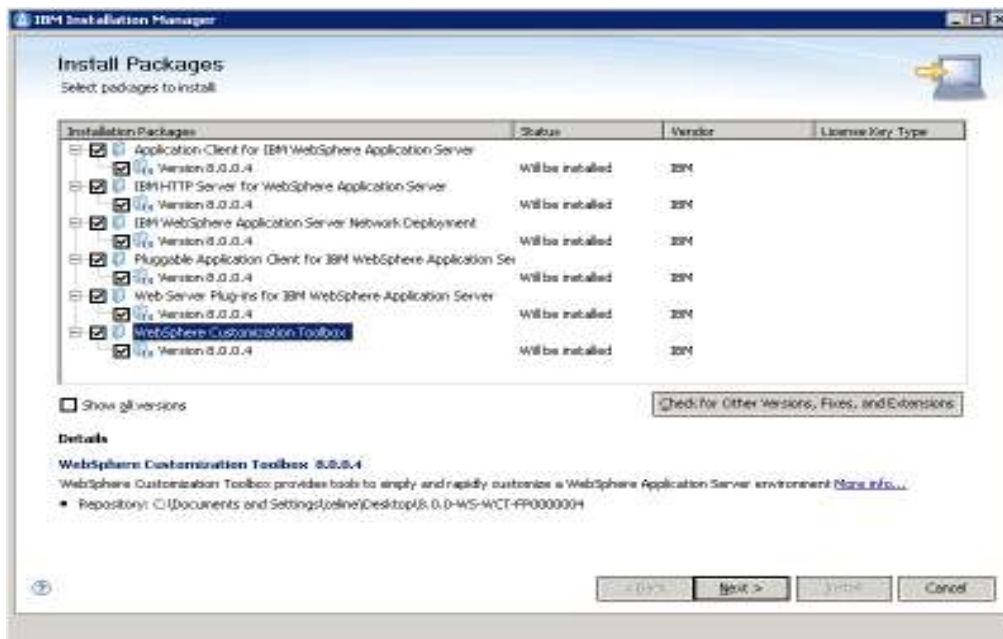 IBM Installation Manager
Install Packages
Select packages to install
Installation Packages Status Vendor License Key Type
Application Client for IBM WebSphere Application Server
Version 8.0.0.4 Will be installed IBM
IBM HTTP Server for WebSphere Application Server
Version 8.0.0.4 Will be installed IBM
IBM WebSphere Application Server Network Deployment
Version 8.0.0.4 Will be installed IBM
Pluggable Application Client for IBM WebSphere Application Ser
Version 8.0.0.4 Will be installed IBM
Web Server Plug-ins for IBM WebSphere Application Server
Version 8.0.0.4 Will be installed IBM
WebSphere Customization Toolbox
Version 8.0.0.4 Will be installed IBM
Show all versions Check for Other Versions, Fixes, and Extensions
Details
WebSphere Customization Toolbox 8.0.0.4
WebSphere Customization Toolbox provides tools to simply and rapidly customize a WebSphere Application Server environment More info...
• Repository: C:\Documents and Settings\celine\Desktop\8.0.0-WS-WCT-FP0000004
? < Back Next > Install Cancel